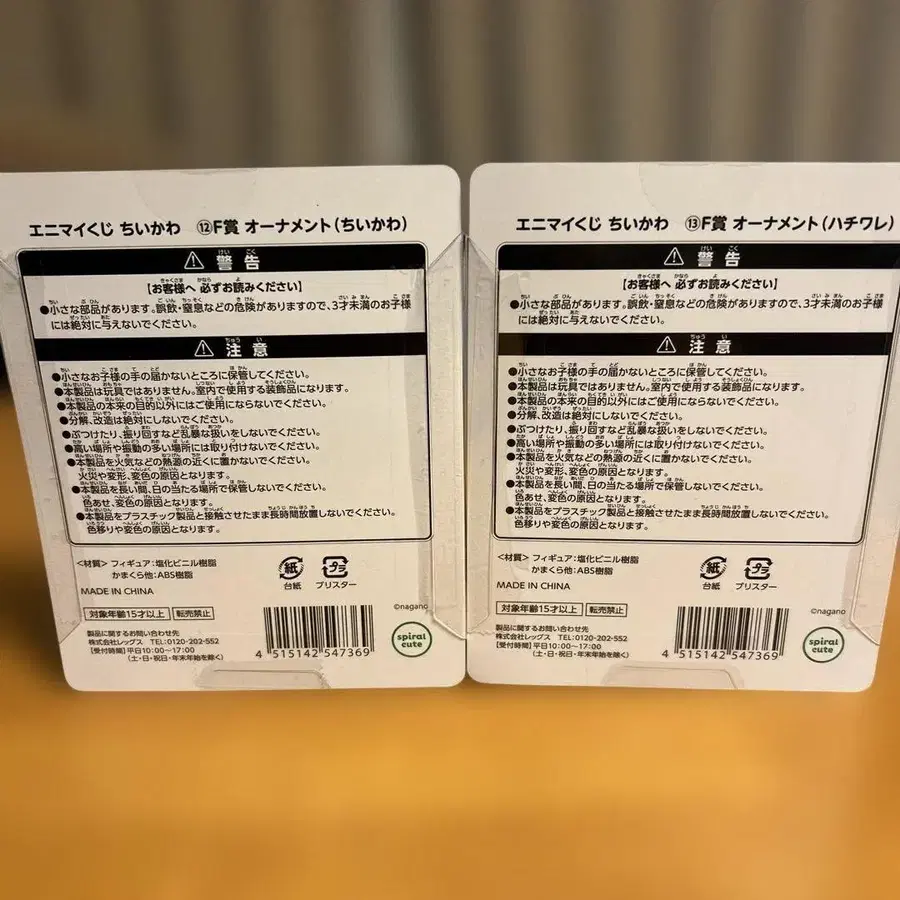 エニマイくじ ちいかわ ⑫F賞 オーナメント(ちいかわ)
⚠ 警告
【お客様へ 必ずお読みください】
●小さな部品があります。誤飲・窒息などの危険がありますので、3才未満のお子様
には絶対に与えないでください。
⚠ 注意
●小さなお子様の手の届かないところに保管してください。
●本製品は玩具ではありません。室内で使用する装飾品になります。
●本製品の本来の目的以外にはご使用にならないでください。
●分解、改造は絶対にしないでください。
●ぶつけたり、振り回すなど乱暴な扱いをしないでください。
●高い場所や振動の多い場所には取り付けないでください。
●本製品を火気などの熱源の近くに置かないでください。
火災や変形、変色の原因となります。
●本製品を長い間、日の当たる場所で保管しないでください。
色あせ、変色の原因となります。
●本製品をプラスチック製品と接触させたまま長時間放置しないでください。
色移りや変色の原因となります。
<材質> フィギュア:塩化ビニル樹脂
かまくら他:ABS樹脂
紙 プラ
台紙 ブリスター
MADE IN CHINA
対象年齢15才以上 転売禁止
©nagano
製品に関するお問い合わせ先
株式会社レッグス TEL:0120-202-552
【受付時間】平日10:00~17:00
(土・日・祝日・年末年始を除く)
4 515142 547369
spiral
cute
エニマイくじ ちいかわ ⑬F賞 オーナメント(ハチワレ)
⚠ 警告
【お客様へ 必ずお読みください】
●小さな部品があります。誤飲・窒息などの危険がありますので、3才未満のお子様
には絶対に与えないでください。
⚠ 注意
●小さなお子様の手の届かないところに保管してください。
●本製品は玩具ではありません。室内で使用する装飾品になります。
●本製品の本来の目的以外にはご使用にならないでください。
●分解、改造は絶対にしないでください。
●ぶつけたり、振り回すなど乱暴な扱いをしないでください。
●高い場所や振動の多い場所には取り付けないでください。
●本製品を火気などの熱源の近くに置かないでください。
火災や変形、変色の原因となります。
●本製品を長い間、日の当たる場所で保管しないでください。
色あせ、変色の原因となります。
●本製品をプラスチック製品と接触させたまま長時間放置しないでください。
色移りや変色の原因となります。
<材質> フィギュア:塩化ビニル樹脂
かまくら他:ABS樹脂
紙 プラ
台紙 ブリスター
MADE IN CHINA
対象年齢15才以上 転売禁止
©nagano
製品に関するお問い合わせ先
株式会社レッグス TEL:0120-202-552
【受付時間】平日10:00~17:00
(土・日・祝日・年末年始を除く)
4 515142 547369
spiral
cute